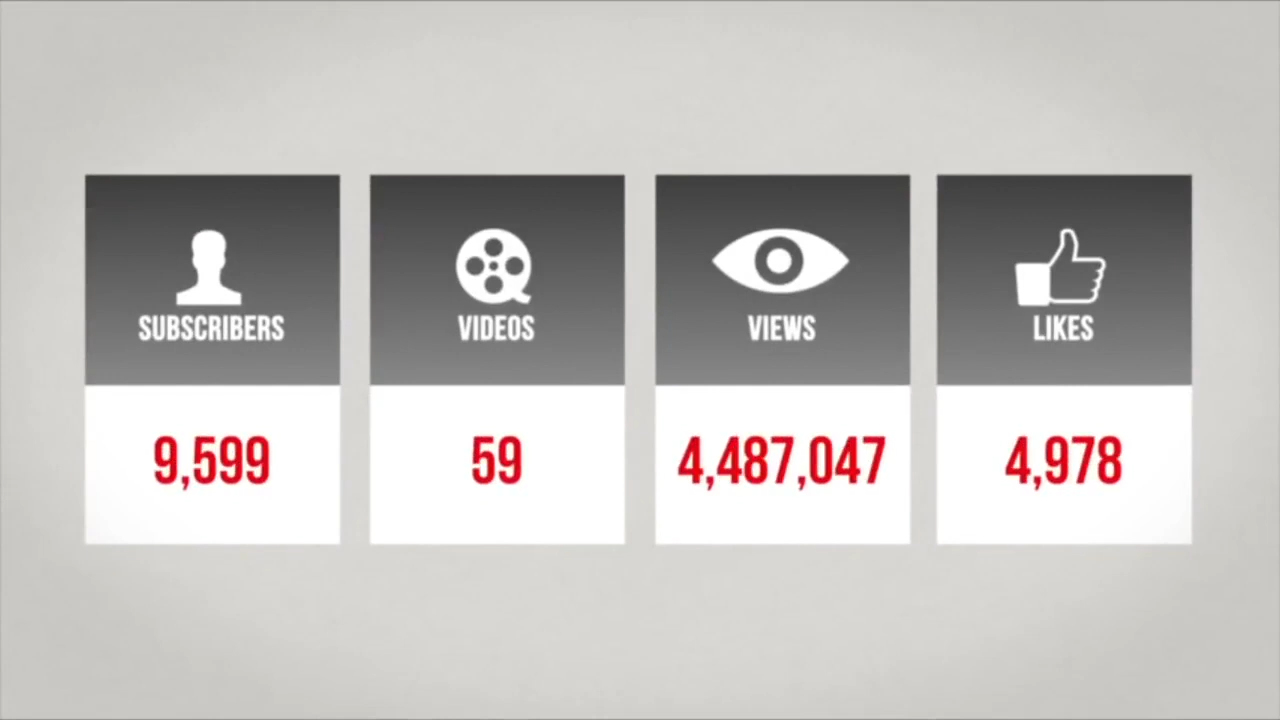 SUBSCRIBERS
VIDEOS
VIEWS
LIKES
9,599
59
4,487,047
4,978